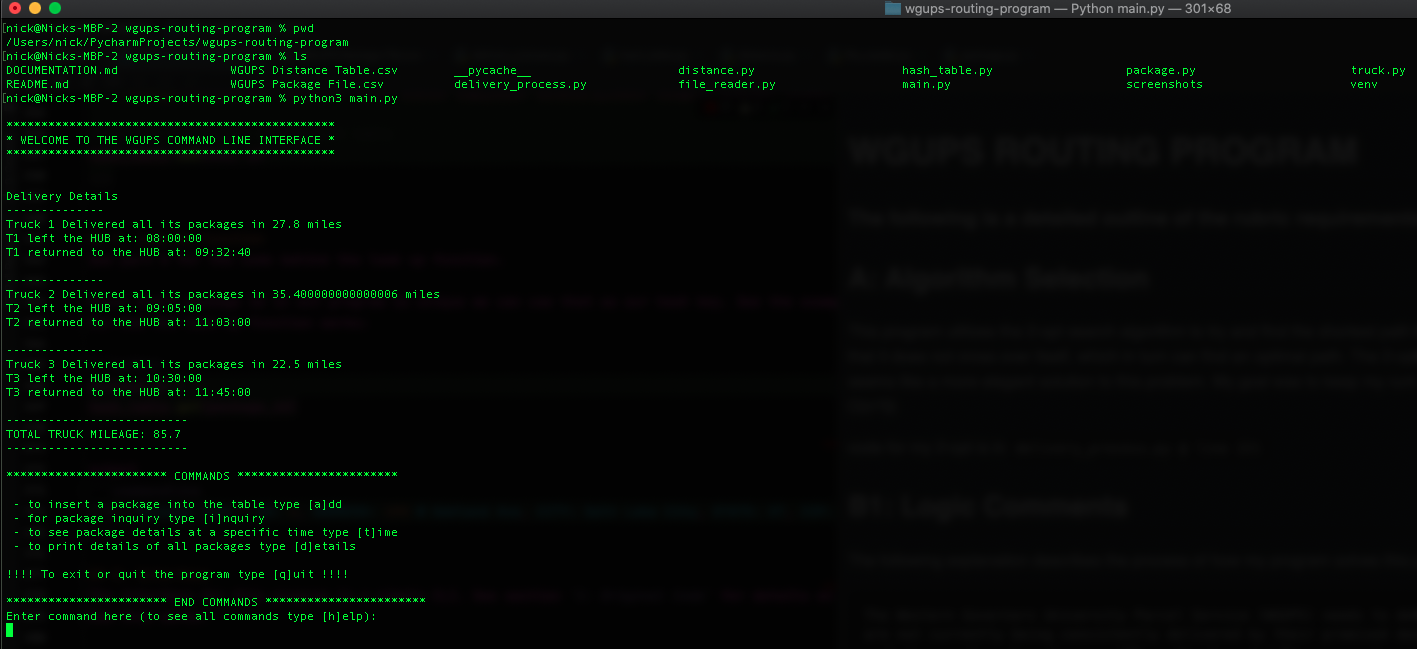 wgups-routing-program — Python main.py — 301×68
[nick@Nicks-MBP-2 wgups-routing-program % pwd
/Users/nick/PycharmProjects/wgups-routing-program
[nick@Nicks-MBP-2 wgups-routing-program % ls
DOCUMENTATION.md WGUPS Distance Table.csv __pycache__ distance.py hash_table.py package.py truck.py
README.md WGUPS Package File.csv delivery_process.py file_reader.py main.py screenshots venv
[nick@Nicks-MBP-2 wgups-routing-program % python3 main.py
***********************************************
* WELCOME TO THE WGUPS COMMAND LINE INTERFACE *
***********************************************
Delivery Details
--------------
Truck 1 Delivered all its packages in 27.8 miles
T1 left the HUB at: 08:00:00
T1 returned to the HUB at: 09:32:40
--------------
Truck 2 Delivered all its packages in 35.400000000000006 miles
T2 left the HUB at: 09:05:00
T2 returned to the HUB at: 11:03:00
--------------
Truck 3 Delivered all its packages in 22.5 miles
T3 left the HUB at: 10:30:00
T3 returned to the HUB at: 11:45:00
--------------------------
TOTAL TRUCK MILEAGE: 85.7
--------------------------
*********************** COMMANDS ***********************
- to insert a package into the table type [a]dd
- for package inquiry type [i]nquiry
- to see package details at a specific time type [t]ime
- to print details of all packages type [d]etails
!!!! To exit or quit the program type [q]uit !!!!
*********************** END COMMANDS ***********************
Enter command here (to see all commands type [h]elp):
WGUPS ROUTING PROGRAM
A: Algorithm Selection
B1: Logic Comments